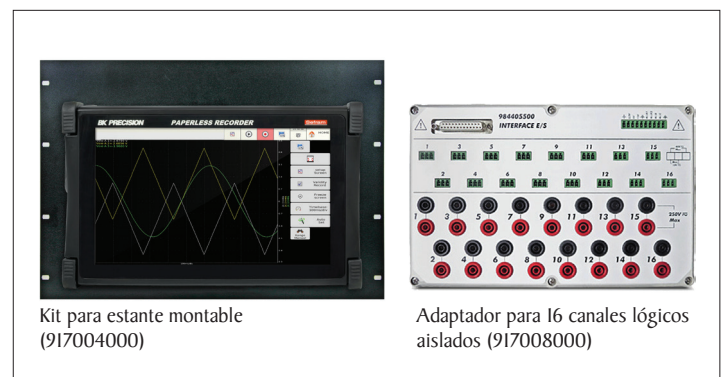 BK PRECISION PAPERLESS RECORDER
984405500
INTERFACE E/S
1 3 5 7 9 11 13 15
2 4 6 8 10 12 14 16
1 3 5 7 9 11 13 15
250V
Max
2 4 6 8 10 12 14 16
Kit para estante montable
(917004000)
Adaptador para 16 canales lógicos
aislados (917008000)